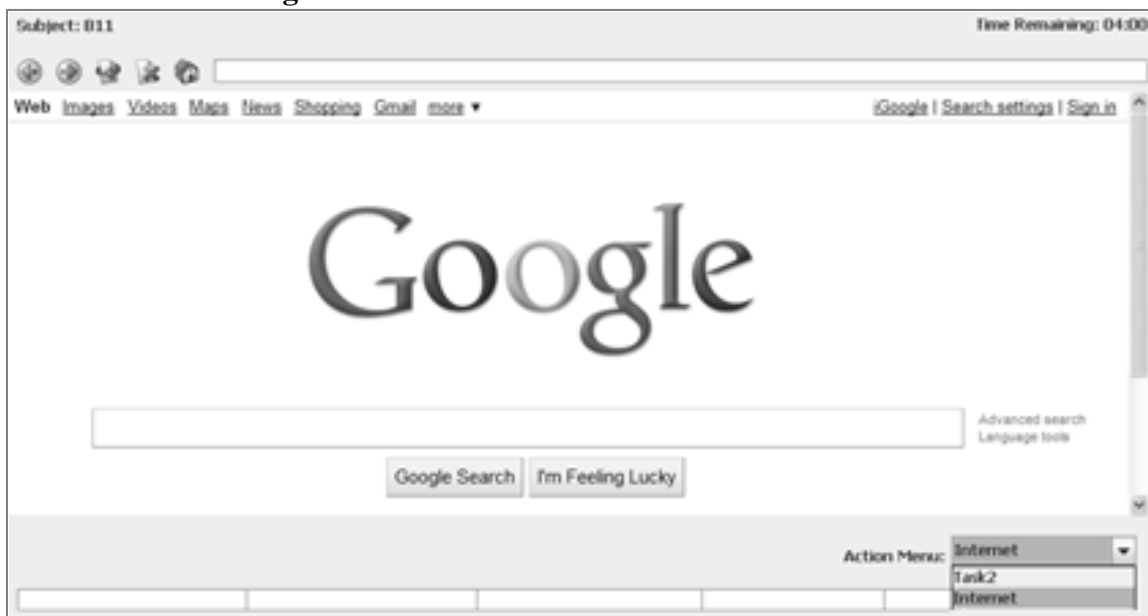 Subject: B11 Time Remaining: 04:00
Web Images Videos Maps News Shopping Gmail more ▼ iGoogle | Search settings | Sign in
Google
Advanced search
Language tools
Google Search I'm Feeling Lucky
Action Menu: Internet
Task2
Internet